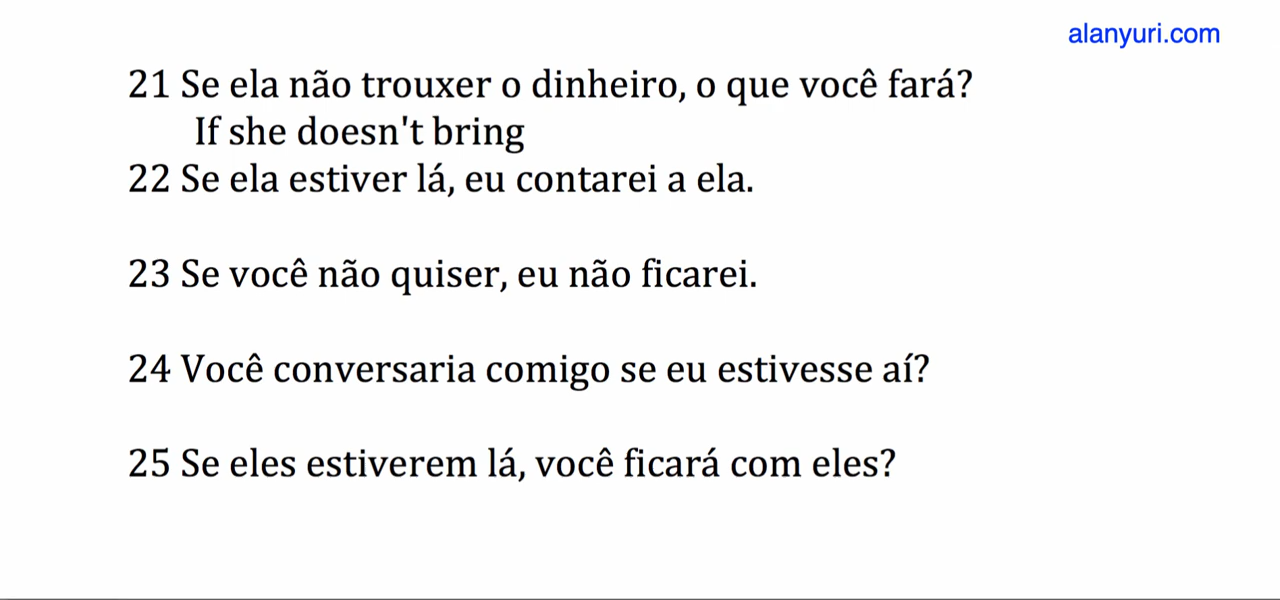 alanyuri.com
21 Se ela não trouxer o dinheiro, o que você fará?
If she doesn't bring
22 Se ela estiver lá, eu contarei a ela.
23 Se você não quiser, eu não ficarei.
24 Você conversaria comigo se eu estivesse aí?
25 Se eles estiverem lá, você ficará com eles?